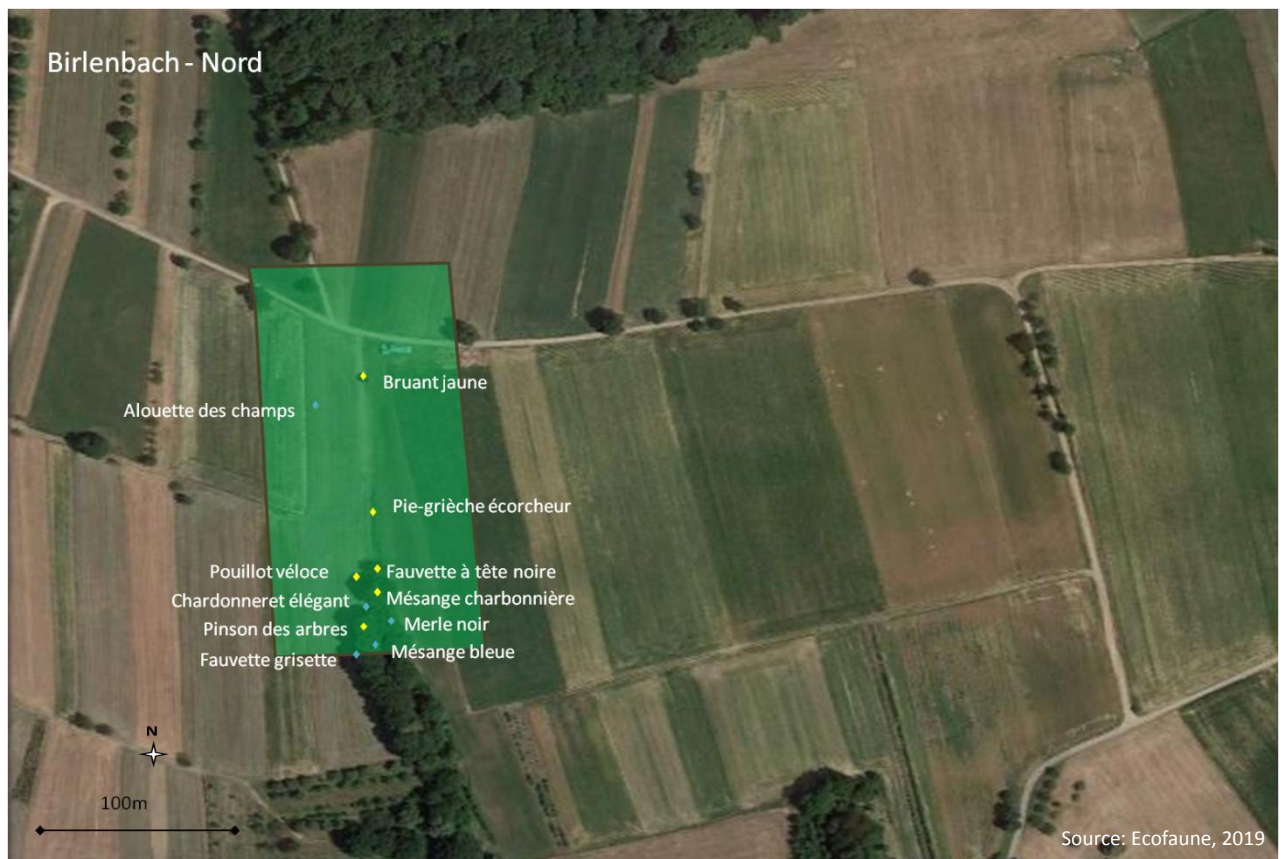 Birlenbach - Nord
Bruant jaune
Alouette des champs
Pie-grièche écorcheur
Pouillot véloce
Fauvette à tête noire
Chardonneret élégant
Mésange charbonnière
Pinson des arbres
Merle noir
Fauvette grisette
Mésange bleue
N
100m
Source: Ecofaune, 2019